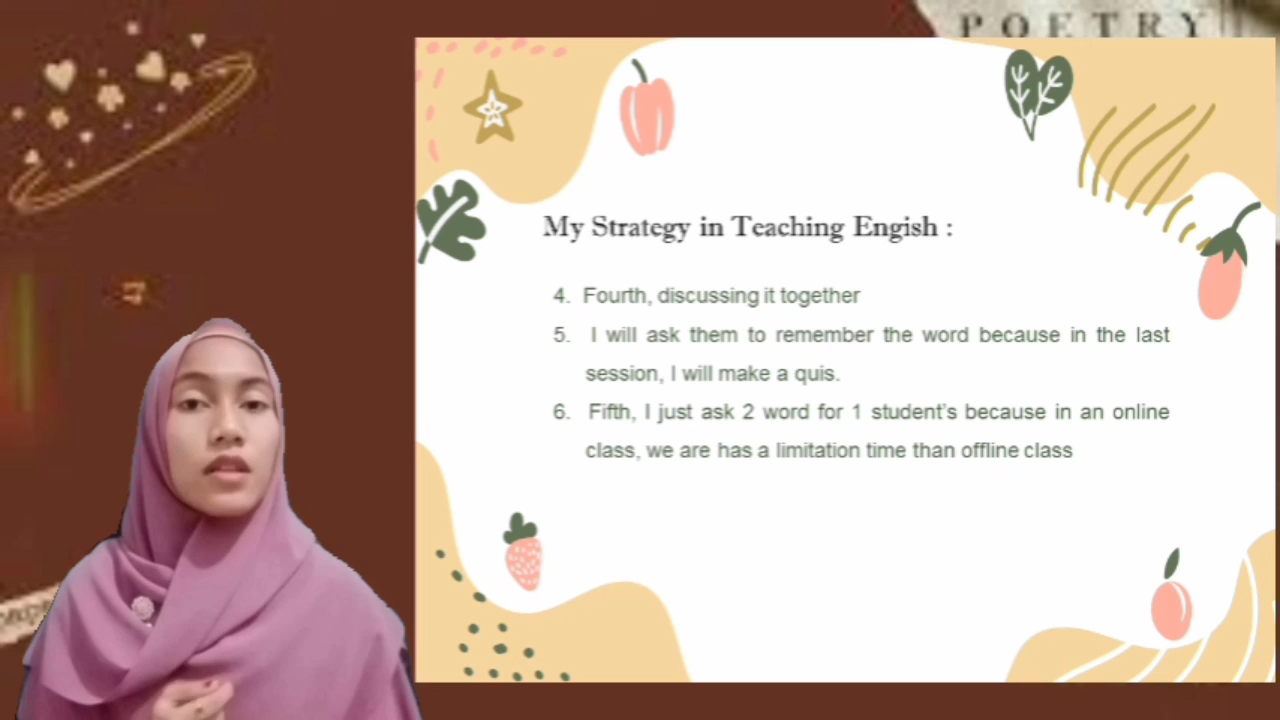 POETRY
My Strategy in Teaching Engish :
4. Fourth, discussing it together
5. I will ask them to remember the word because in the last
session, I will make a quis.
6. Fifth, I just ask 2 word for 1 student's because in an online
class, we are has a limitation time than offline class